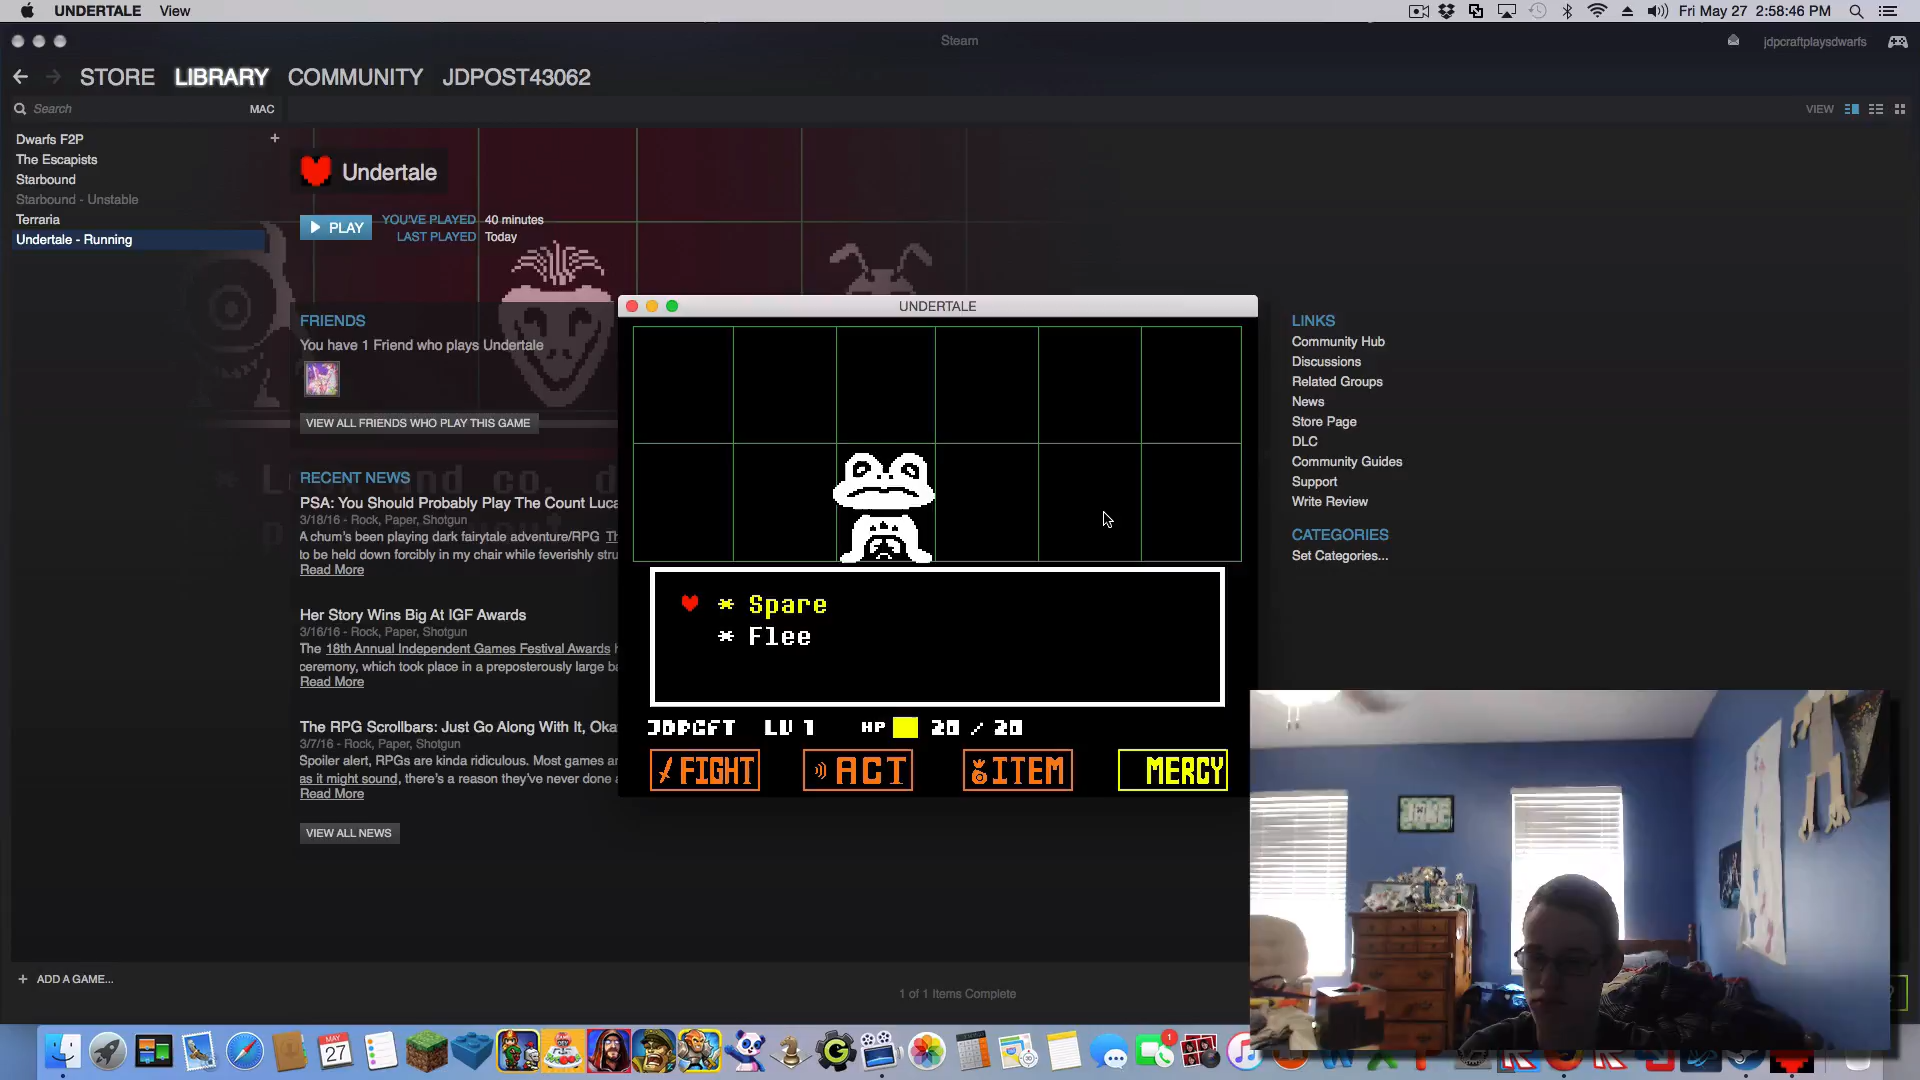 UNDERTALE View
Fri May 27 2:58:46 PM
Steam
jdpcraftplaysdwarfs
STORE LIBRARY COMMUNITY JDPOST43062
Search
MAC
VIEW
Dwarfs F2P
The Escapists
Starbound
Starbound - Unstable
Terraria
Undertale - Running
Undertale
PLAY
YOU'VE PLAYED 40 minutes
LAST PLAYED Today
FRIENDS
You have 1 Friend who plays Undertale
VIEW ALL FRIENDS WHO PLAY THIS GAME
RECENT NEWS
PSA: You Should Probably Play The Count Luca
3/18/16 - Rock, Paper, Shotgun
A chum's been playing dark fairytale adventure/RPG Th
to be held down forcibly in my chair while feverishly stru
Read More
Her Story Wins Big At IGF Awards
3/16/16 - Rock, Paper, Shotgun
The 18th Annual Independent Games Festival Awards h
ceremony, which took place in a preposterously large ba
Read More
The RPG Scrollbars: Just Go Along With It, Oka
3/7/16 - Rock, Paper, Shotgun
Spoiler alert, RPGs are kinda ridiculous. Most games ar
as it might sound, there's a reason they've never done a
Read More
VIEW ALL NEWS
UNDERTALE
* Spare
* Flee
JDPCFT LV 1 HP 20 / 20
FIGHT ACT ITEM MERCY
LINKS
Community Hub
Discussions
Related Groups
News
Store Page
DLC
Community Guides
Support
Write Review
CATEGORIES
Set Categories...
+ ADD A GAME...
1 of 1 Items Complete
MAY
27
1